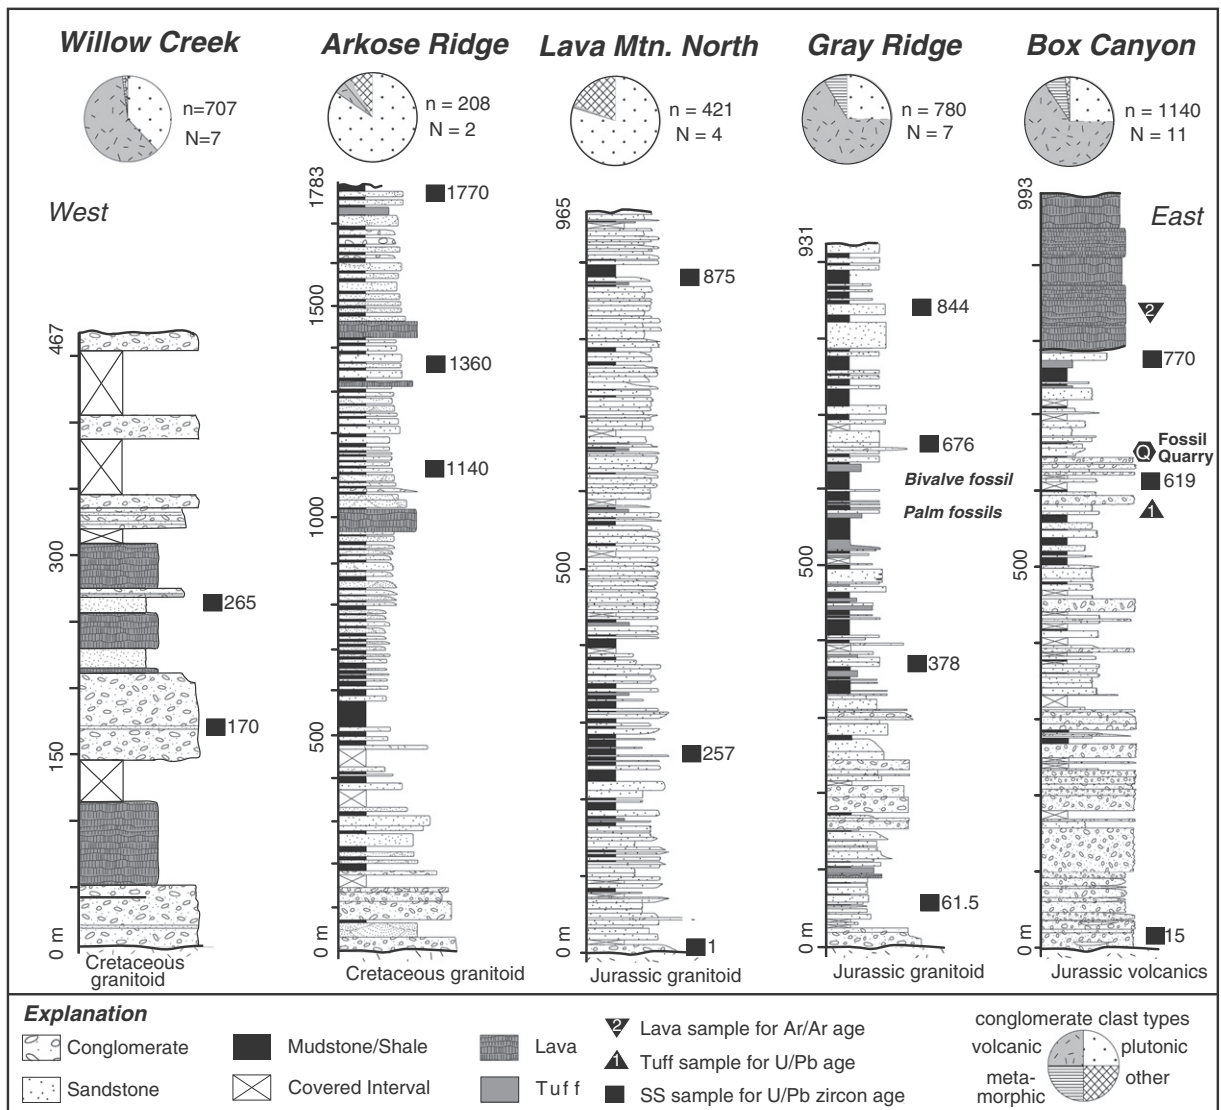 Willow Creek
Arkose Ridge
Lava Mtn. North
Gray Ridge
Box Canyon
n=707
N=7
n = 208
N = 2
n = 421
N = 4
n = 780
N = 7
n = 1140
N = 11
West
East
467
300
150
0 m
265
170
Cretaceous
granitoid
1783
1500
1000
500
0 m
1770
1360
1140
Cretaceous granitoid
965
500
0 m
875
257
1
Jurassic granitoid
931
500
0 m
844
676
Bivalve fossil
Palm fossils
378
61.5
Jurassic granitoid
993
500
0 m
2
770
Q Fossil
Quarry
619
1
15
Jurassic volcanics
Explanation
Conglomerate
Sandstone
Mudstone/Shale
Covered Interval
Lava
Tuff
2 Lava sample for Ar/Ar age
1 Tuff sample for U/Pb age
SS sample for U/Pb zircon age
conglomerate clast types
volcanic
plutonic
meta-
morphic
other